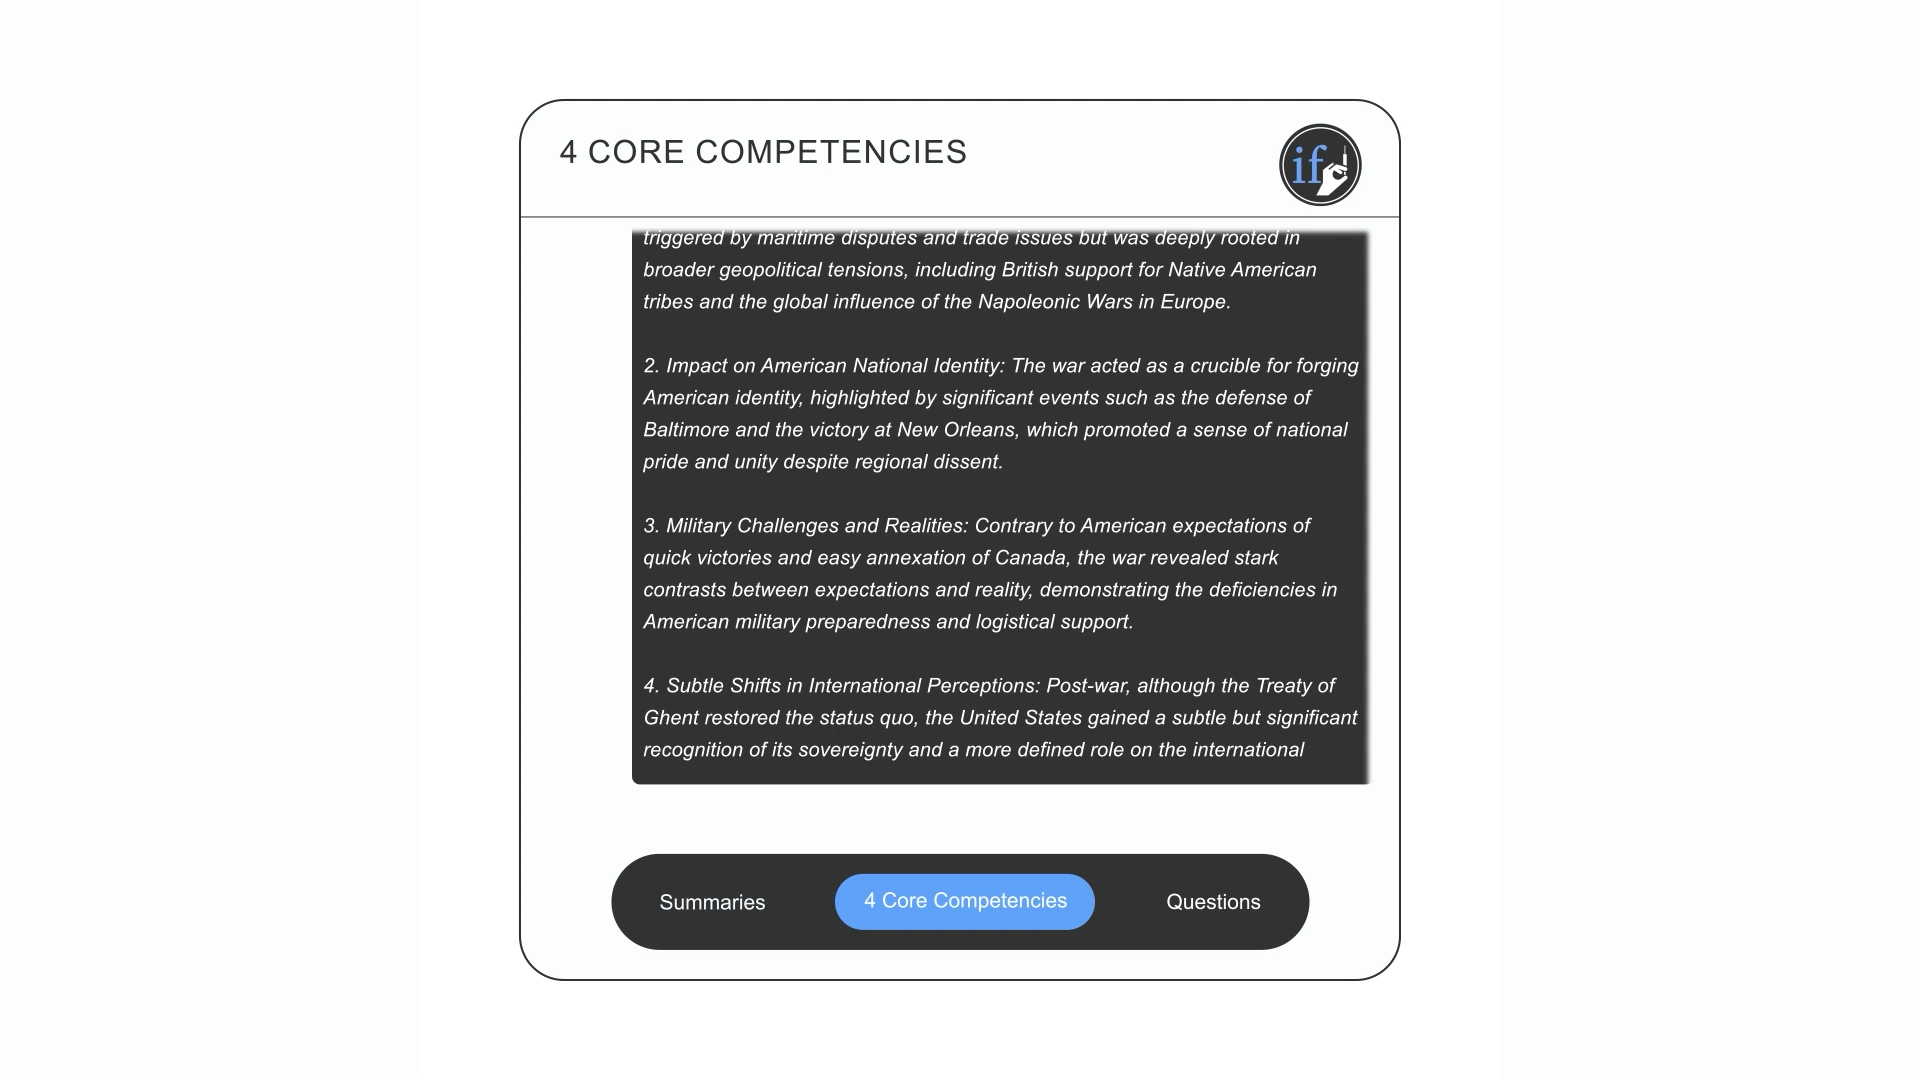 4 CORE COMPETENCIES
if
triggered by maritime disputes and trade issues but was deeply rooted in
broader geopolitical tensions, including British support for Native American
tribes and the global influence of the Napoleonic Wars in Europe.
2. Impact on American National Identity: The war acted as a crucible for forging
American identity, highlighted by significant events such as the defense of
Baltimore and the victory at New Orleans, which promoted a sense of national
pride and unity despite regional dissent.
3. Military Challenges and Realities: Contrary to American expectations of
quick victories and easy annexation of Canada, the war revealed stark
contrasts between expectations and reality, demonstrating the deficiencies in
American military preparedness and logistical support.
4. Subtle Shifts in International Perceptions: Post-war, although the Treaty of
Ghent restored the status quo, the United States gained a subtle but significant
recognition of its sovereignty and a more defined role on the international
Summaries
4 Core Competencies
Questions